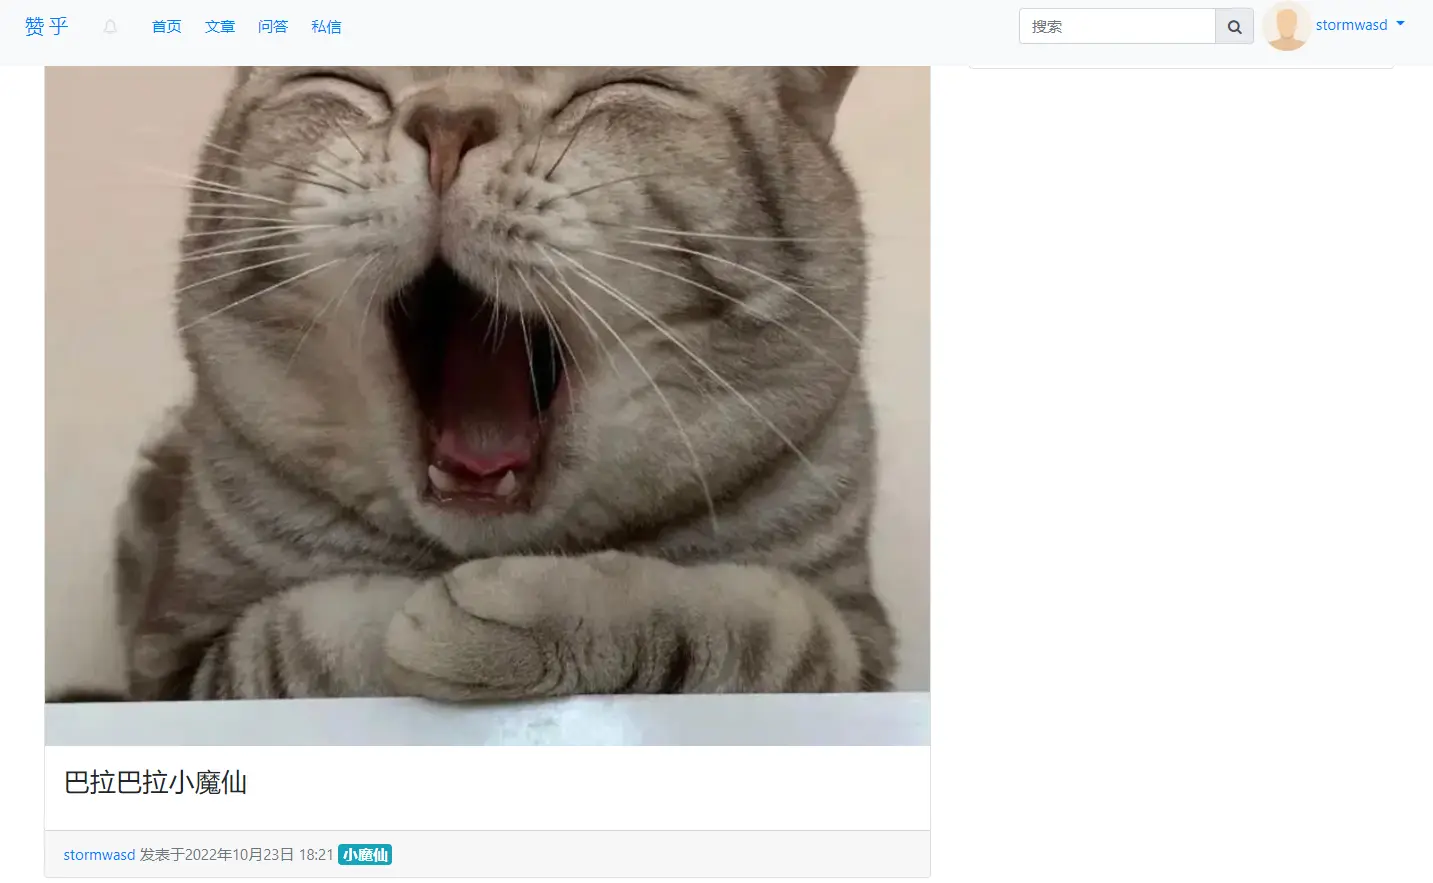 赞乎 首页 文章 问答 私信 搜索 stormwasd
巴拉巴拉小魔仙
stormwasd 发表于2022年10月23日 18:21 小魔仙